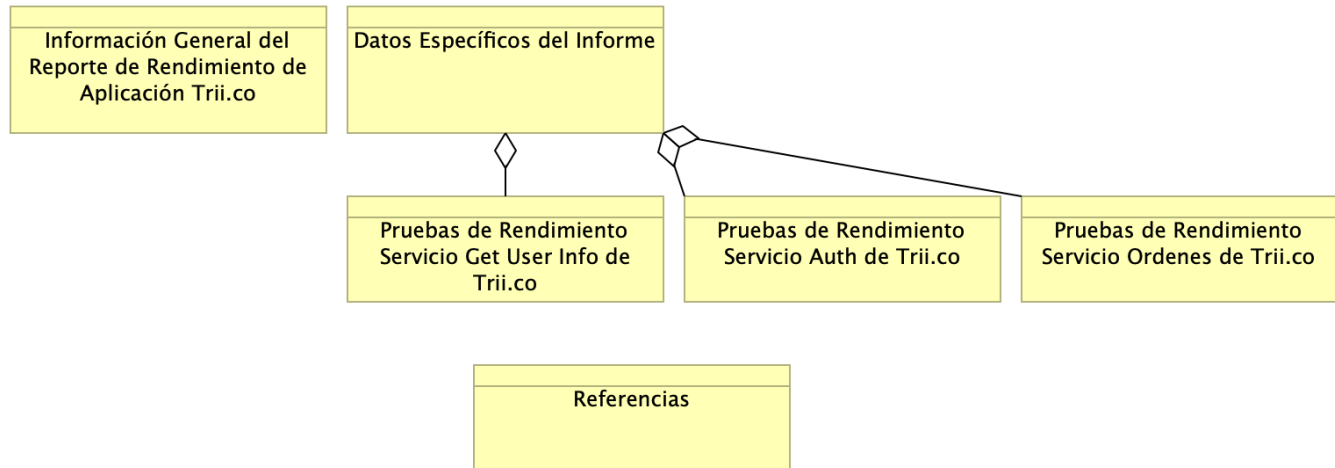 Información General del
Reporte de Rendimiento de
Aplicación Trii.co
Datos Específicos del Informe
Pruebas de Rendimiento
Servicio Get User Info de
Trii.co
Pruebas de Rendimiento
Servicio Auth de Trii.co
Pruebas de Rendimiento
Servicio Ordenes de Trii.co
Referencias